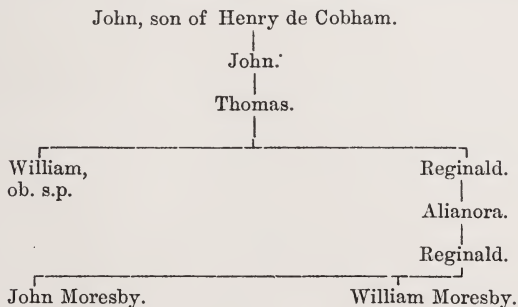 John, son of Henry de Cobham.
John.
Thomas.
William, Reginald.
ob. s.p.
Alianora.
Reginald.
John Moresby. William Moresby.